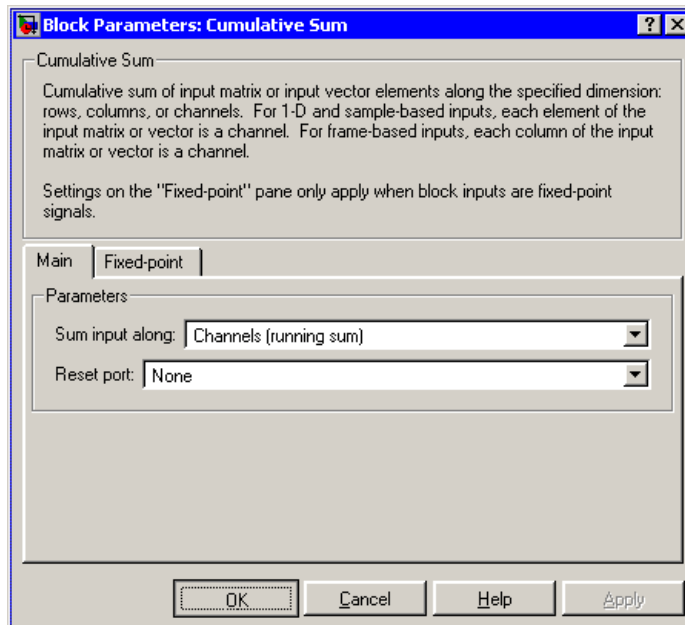 Block Parameters: Cumulative Sum
Cumulative Sum
Cumulative sum of input matrix or input vector elements along the specified dimension:
rows, columns, or channels. For 1-D and sample-based inputs, each element of the
input matrix or vector is a channel. For frame-based inputs, each column of the input
matrix or vector is a channel.
Settings on the "Fixed-point" pane only apply when block inputs are fixed-point
signals.
Main Fixed-point
Parameters
Sum input along: Channels (running sum)
Reset port: None
OK Cancel Help Apply